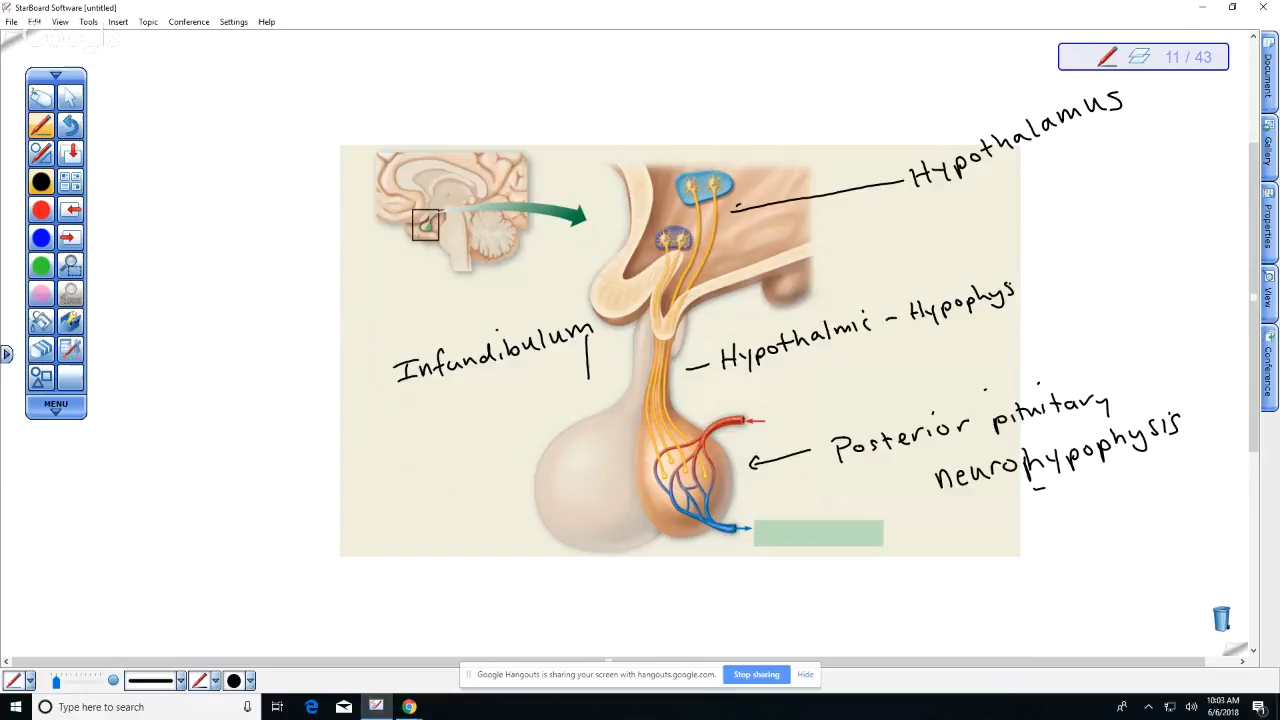 StarBoard Software [untitled]
File Edit View Tools Insert Topic Conference Settings Help
11 / 43
Document
Gallery
Properties
View
Conference
MENU
Hypothalamus
Hypothalmic - Hypophys
Infundibulum
Posterior pituitary
neurohypophysis
Google Hangouts is sharing your screen with hangouts.google.com.
Stop sharing
Hide
Type here to search
10:03 AM
6/6/2018